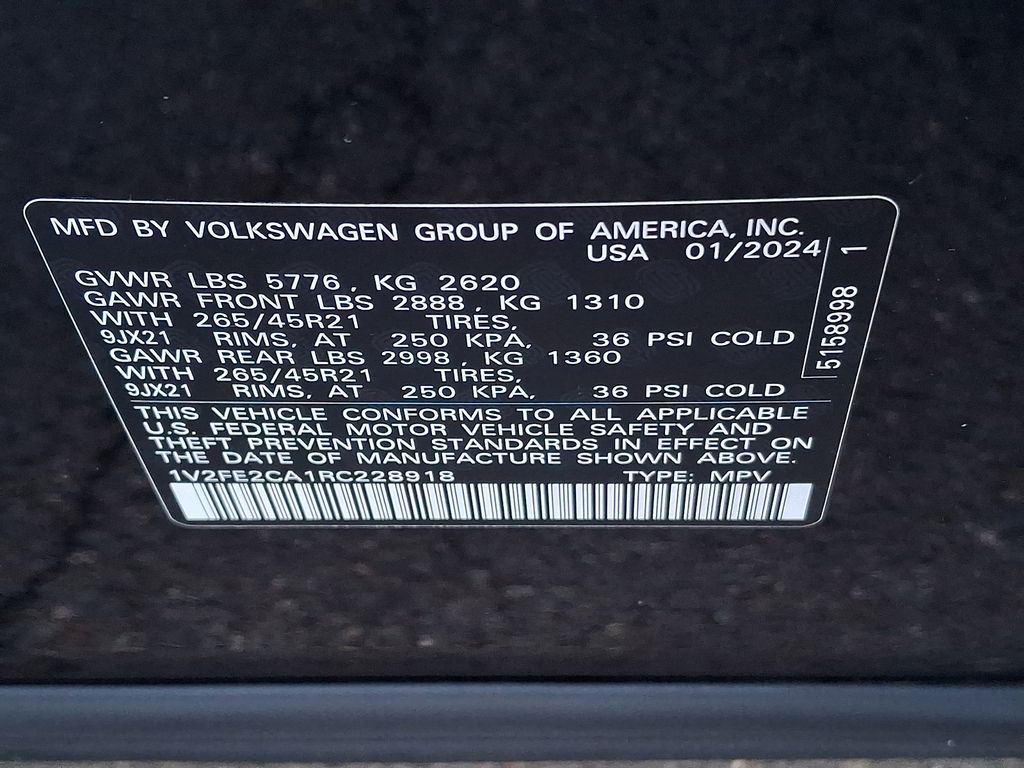 MFD BY VOLKSWAGEN GROUP OF AMERICA, INC.
USA 01/2024
GVWR LBS 5776, KG 2620
GAWR FRONT LBS 2888, KG 1310
WITH 265/45R21 TIRES,
9JX21 RIMS, AT 250 KPA, 36 PSI COLD
GAWR REAR LBS 2998, KG 1360
WITH 265/45R21 TIRES,
9JX21 RIMS, AT 250 KPA, 36 PSI COLD
THIS VEHICLE CONFORMS TO ALL APPLICABLE
U.S. FEDERAL MOTOR VEHICLE SAFETY AND
THEFT PREVENTION STANDARDS IN EFFECT ON
THE DATE OF MANUFACTURE SHOWN ABOVE.
1V2FE2CA1RC228918 TYPE: MPV
5158998 1